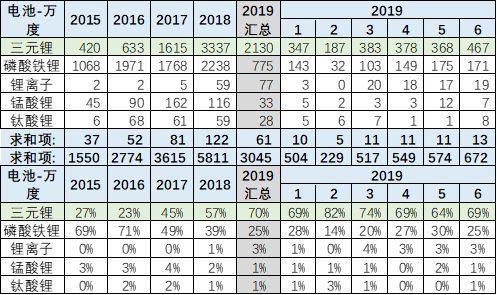 电池-万度 2015 2016 2017 2018 2019汇总 2019
1 2 3 4 5 6
三元锂 420 633 1615 3337 2130 347 187 383 378 368 467
磷酸铁锂 1068 1971 1768 2238 775 143 32 103 149 175 171
锂离子 2 2 5 59 77 3 0 20 18 17 19
锰酸锂 45 90 162 116 33 5 2 3 3 12 7
钛酸锂 6 68 61 59 28 5 6 7 1 1 8
求和项: 37 52 81 122 61 10 5 11 11 11 13
求和项: 1550 2774 3615 5811 3045 504 229 517 549 574 672
电池-万度 2015 2016 2017 2018 2019汇总 2019
1 2 3 4 5 6
三元锂 27% 23% 45% 57% 70% 69% 82% 74% 69% 64% 69%
磷酸铁锂 69% 71% 49% 39% 25% 28% 14% 20% 27% 30% 25%
锂离子 0% 0% 0% 1% 3% 1% 0% 4% 3% 3% 3%
锰酸锂 3% 3% 4% 2% 1% 1% 1% 1% 0% 2% 1%
钛酸锂 0% 2% 2% 1% 1% 1% 3% 1% 0% 0% 1%